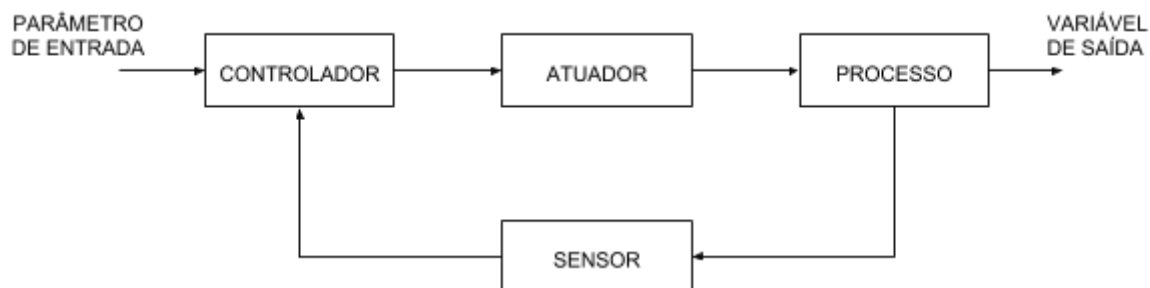 PARÂMETRO
DE ENTRADA
CONTROLADOR
ATUADOR
PROCESSO
VARIÁVEL
DE SAÍDA
SENSOR